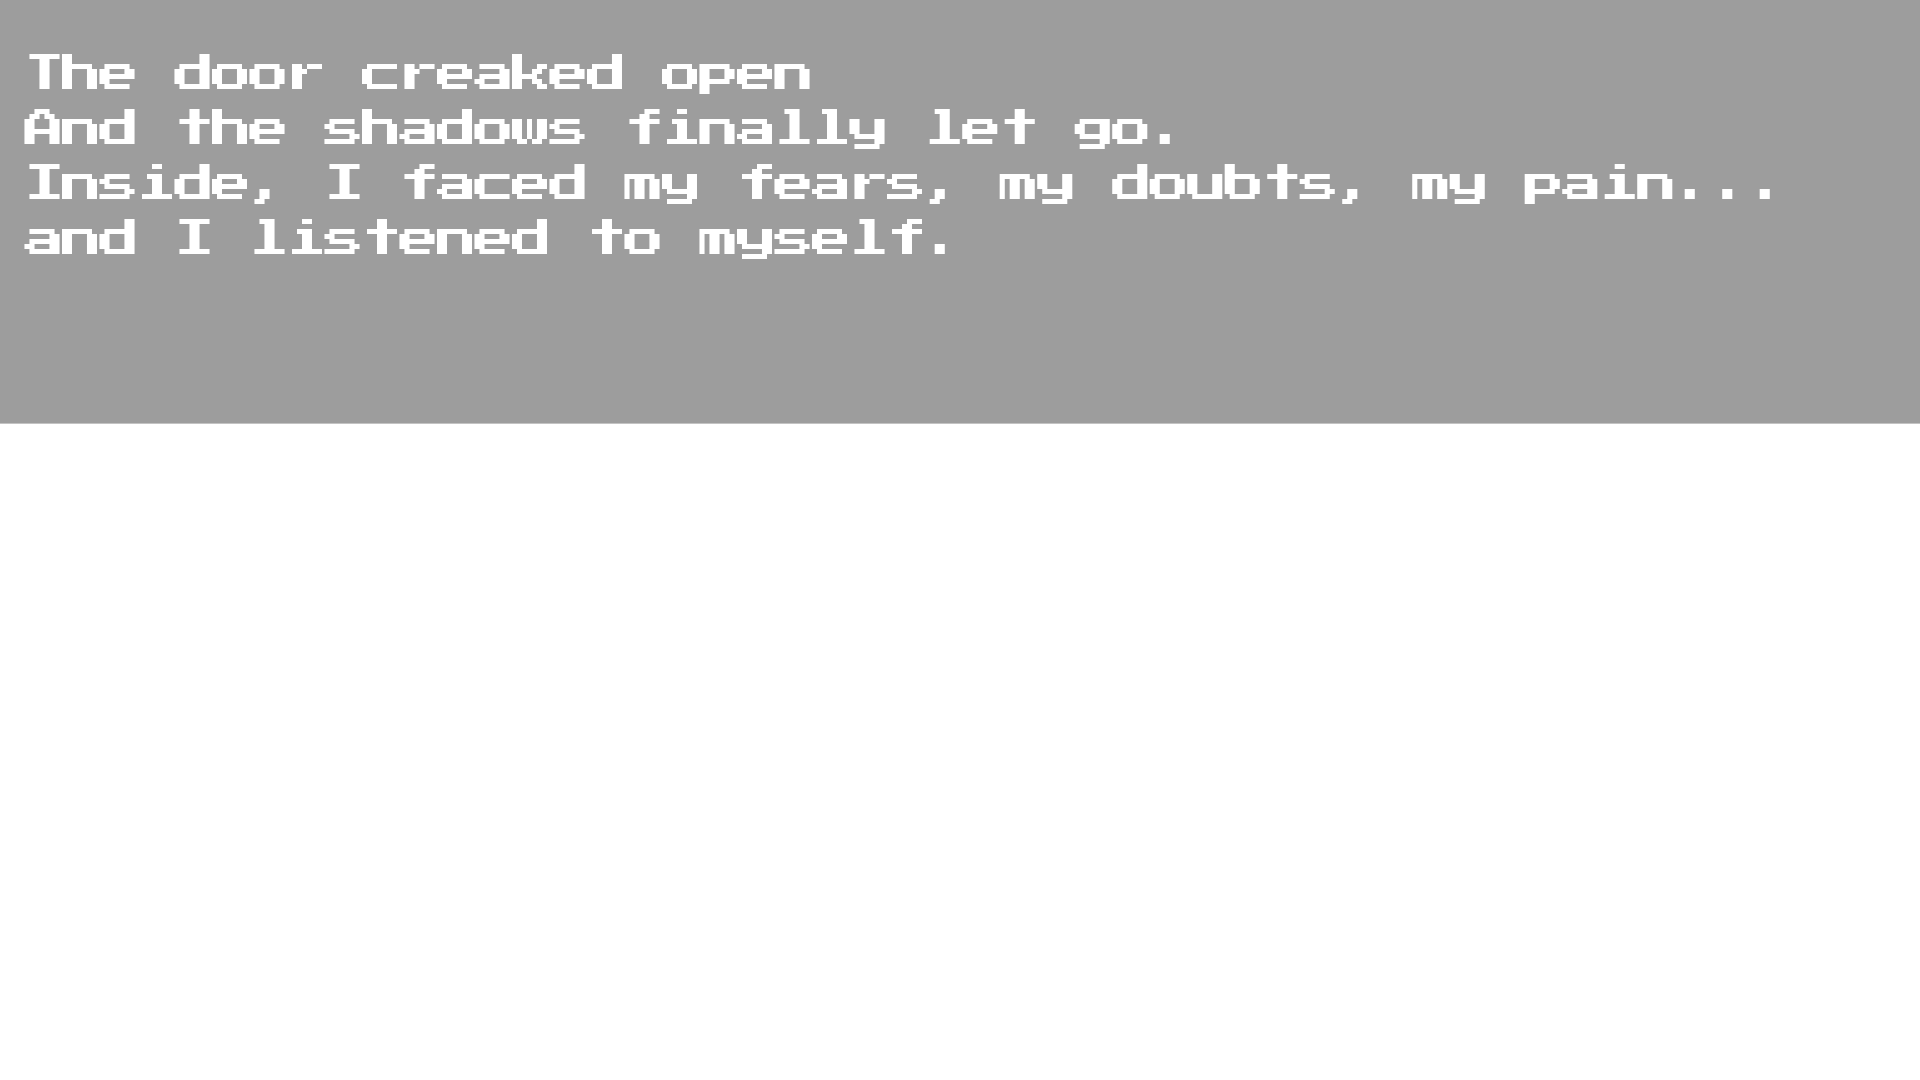 The door creaked open
And the shadows finally let go.
Inside, I faced my fears, my doubts, my pain...
and I listened to myself.